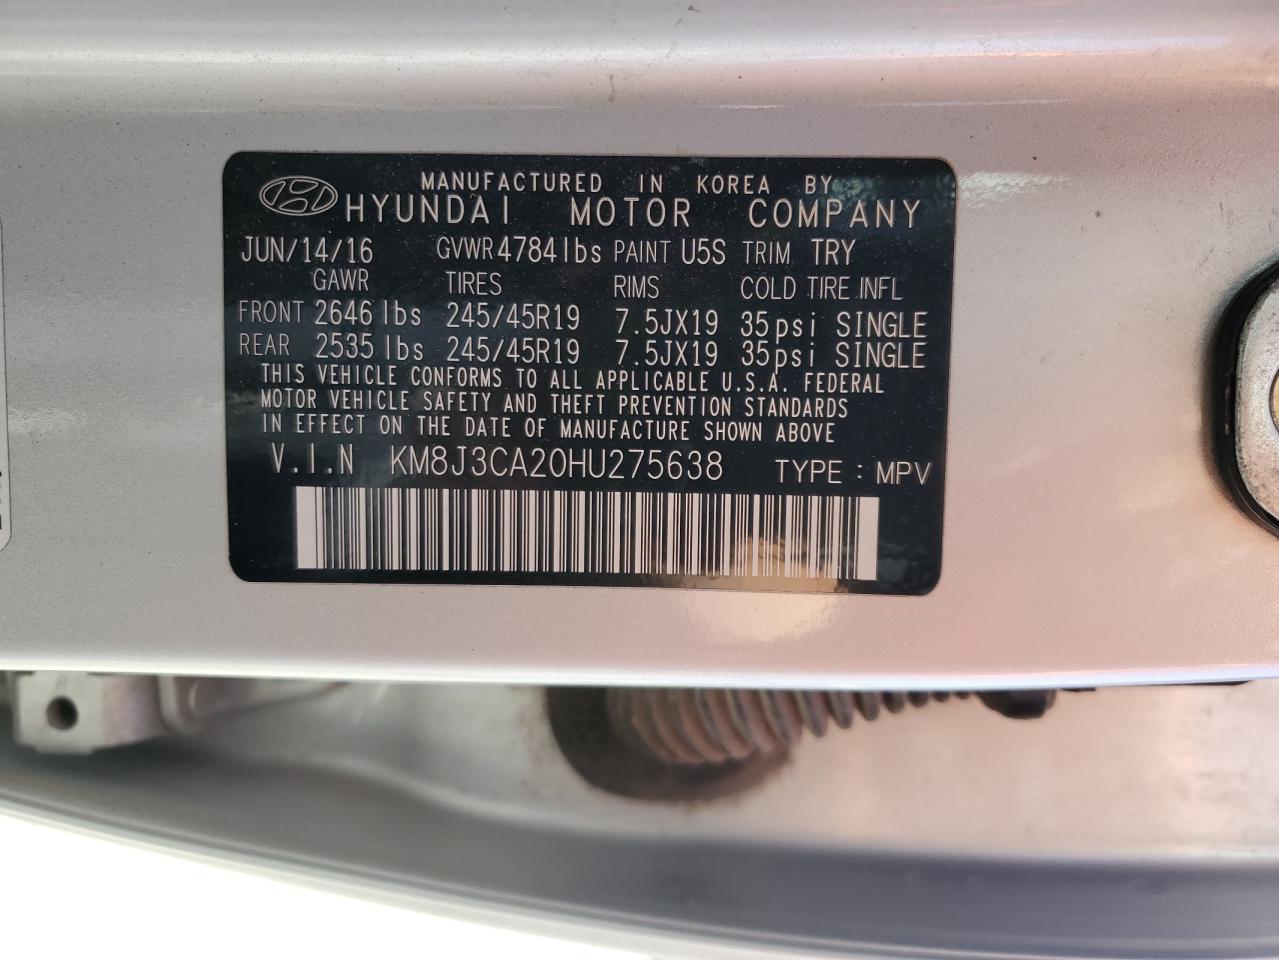 MANUFACTURED IN KOREA BY
HYUNDAI MOTOR COMPANY
JUN/14/16 GVWR 4784 lbs PAINT U5S TRIM TRY
GAWR TIRES RIMS COLD TIRE INFL
FRONT 2646 lbs 245/45R19 7.5JX19 35psi SINGLE
REAR 2535 lbs 245/45R19 7.5JX19 35psi SINGLE
THIS VEHICLE CONFORMS TO ALL APPLICABLE U.S.A. FEDERAL
MOTOR VEHICLE SAFETY AND THEFT PREVENTION STANDARDS
IN EFFECT ON THE DATE OF MANUFACTURE SHOWN ABOVE
V.I.N KM8J3CA20HU275638 TYPE : MPV